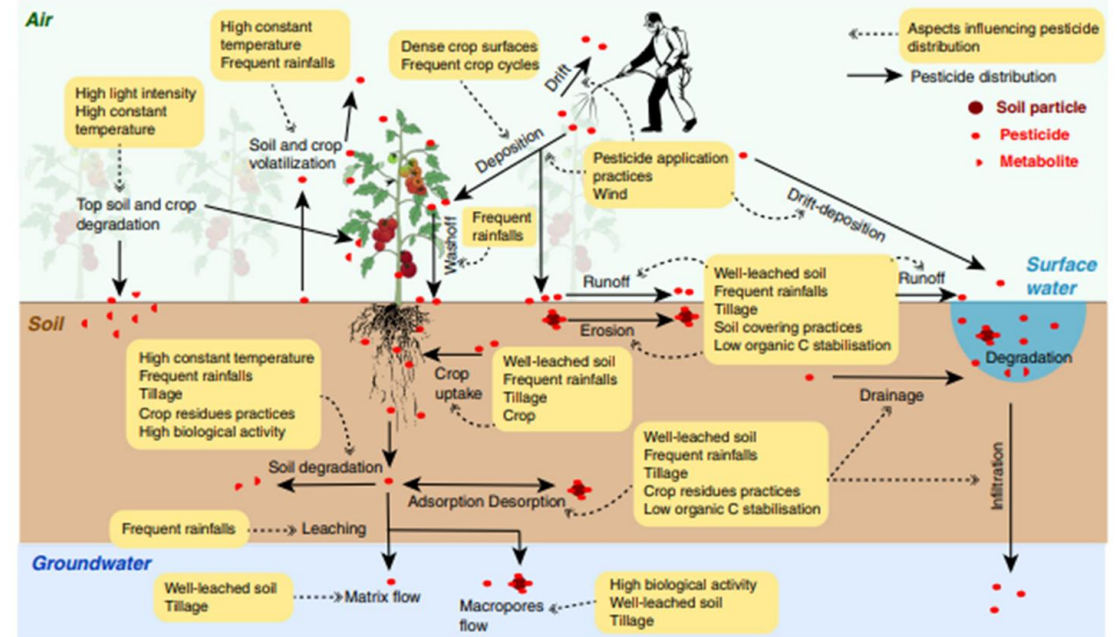 Air
High constant
temperature
Frequent rainfalls
Dense crop surfaces
Frequent crop cycles
Drift
Aspects influencing pesticide
distribution
Pesticide distribution
Soil particle
Pesticide
Metabolite
High light intensity
High constant
temperature
Soil and crop
volatilization
Deposition
Pesticide application
practices
Wind
Drift-deposition
Top soil and crop
degradation
Washoff
Frequent
rainfalls
Runoff
Well-leached soil
Frequent rainfalls
Tillage
Soil covering practices
Low organic C stabilisation
Runoff
Surface
water
Soil
Erosion
Degradation
High constant temperature
Frequent rainfalls
Tillage
Crop residues practices
High biological activity
Crop
uptake
Well-leached soil
Frequent rainfalls
Tillage
Crop
Drainage
Well-leached soil
Frequent rainfalls
Tillage
Crop residues practices
Low organic C stabilisation
Infiltration
Soil degradation
Adsorption Desorption
Frequent rainfalls
Leaching
Groundwater
Well-leached soil
Tillage
Matrix flow
Macropores
flow
High biological activity
Well-leached soil
Tillage